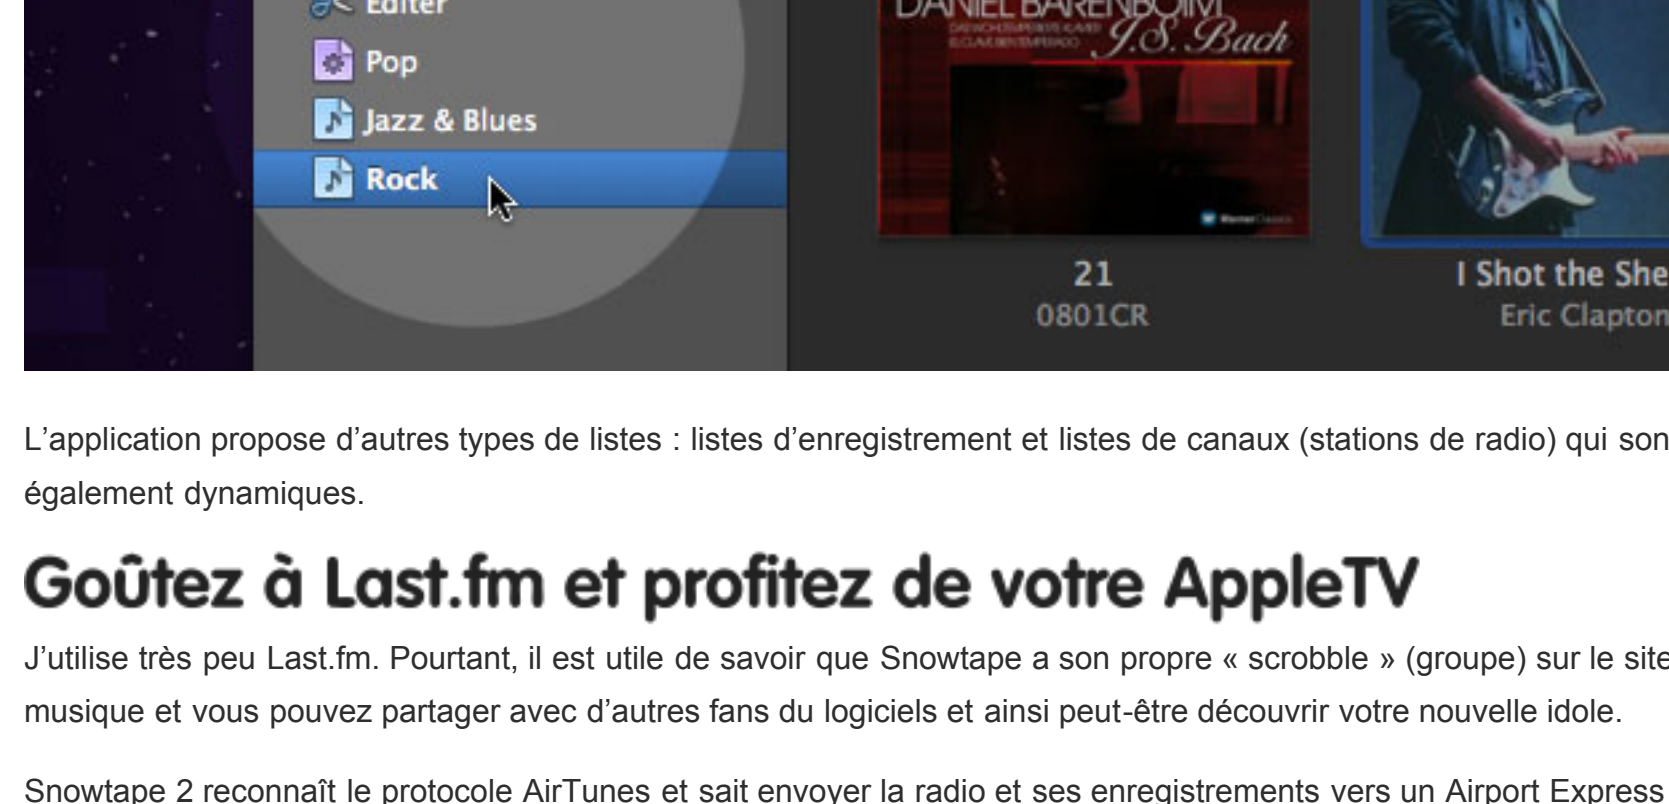 Editer
Pop
Jazz & Blues
Rock
DANIEL BARENBOIM
J.S. Bach
21
0801CR
I Shot the She
Eric Clapton
L’application propose d’autres types de listes : listes d’enregistrement et listes de canaux (stations de radio) qui son
également dynamiques.
Goûtez à Last.fm et profitez de votre AppleTV
J’utilise très peu Last.fm. Pourtant, il est utile de savoir que Snowtape a son propre « scrobble » (groupe) sur le site
musique et vous pouvez partager avec d’autres fans du logiciels et ainsi peut-être découvrir votre nouvelle idole.
Snowtape 2 reconnaît le protocole AirTunes et sait envoyer la radio et ses enregistrements vers un Airport Express